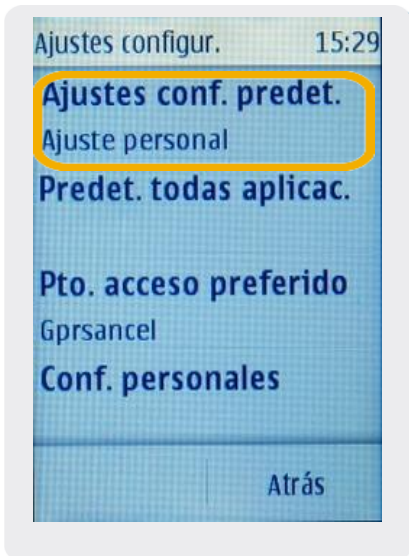 Ajustes configur. 15:29
Ajustes conf. predet.
Ajuste personal
Predet. todas aplicac.
Pto. acceso preferido
Gprsancel
Conf. personales
Atrás